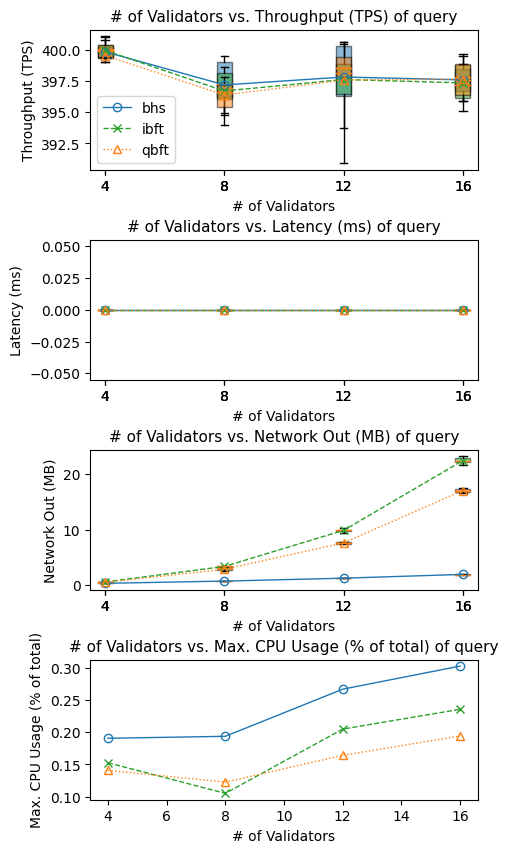 # of Validators vs. Throughput (TPS) of query
Throughput (TPS)
400.0
397.5
395.0
392.5
bhs
ibft
qbft
4 8 12 16
# of Validators
# of Validators vs. Latency (ms) of query
Latency (ms)
0.050
0.025
0.000
−0.025
−0.050
4 8 12 16
# of Validators
# of Validators vs. Network Out (MB) of query
Network Out (MB)
20
10
0
4 8 12 16
# of Validators
# of Validators vs. Max. CPU Usage (% of total) of query
Max. CPU Usage (% of total)
0.30
0.25
0.20
0.15
0.10
4 6 8 10 12 14 16
# of Validators